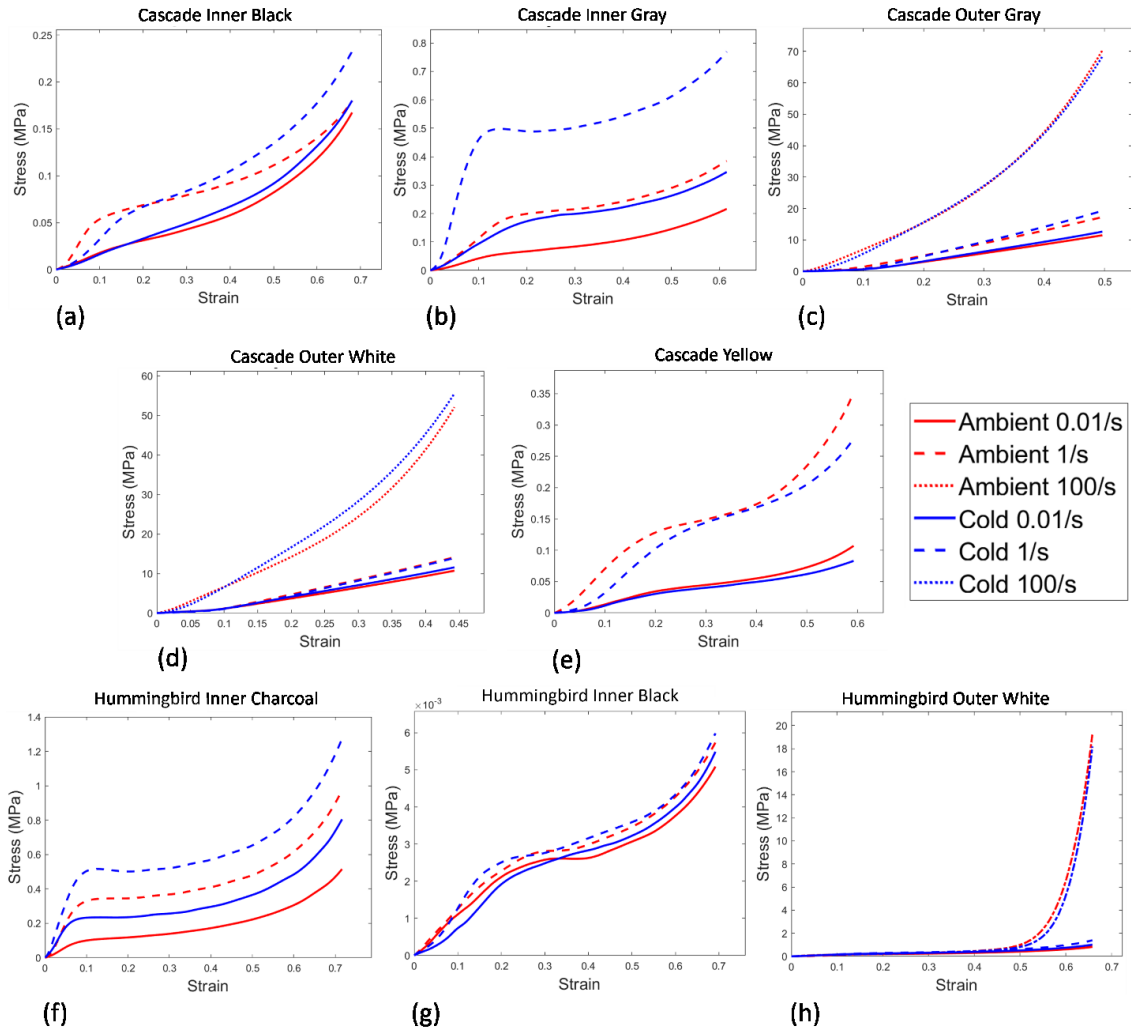 Cascade Inner Black
Stress (MPa)
0.25
0.2
0.15
0.1
0.05
0
0 0.1 0.2 0.3 0.4 0.5 0.6 0.7
Strain
(a)
Cascade Inner Gray
Stress (MPa)
0.8
0.7
0.6
0.5
0.4
0.3
0.2
0.1
0
0 0.1 0.2 0.3 0.4 0.5 0.6
Strain
(b)
Cascade Outer Gray
Stress (MPa)
70
60
50
40
30
20
10
0
0 0.1 0.2 0.3 0.4 0.5
Strain
(c)
Cascade Outer White
Stress (MPa)
60
50
40
30
20
10
0
0 0.05 0.1 0.15 0.2 0.25 0.3 0.35 0.4 0.45
Strain
(d)
Cascade Yellow
Stress (MPa)
0.35
0.3
0.25
0.2
0.15
0.1
0.05
0
0 0.1 0.2 0.3 0.4 0.5 0.6
Strain
(e)
Ambient 0.01/s
Ambient 1/s
Ambient 100/s
Cold 0.01/s
Cold 1/s
Cold 100/s
Hummingbird Inner Charcoal
Stress (MPa)
1.4
1.2
1
0.8
0.6
0.4
0.2
0
0 0.1 0.2 0.3 0.4 0.5 0.6 0.7
Strain
(f)
Hummingbird Inner Black
× 10⁻³
Stress (MPa)
6
5
4
3
2
1
0
0 0.1 0.2 0.3 0.4 0.5 0.6 0.7
Strain
(g)
Hummingbird Outer White
Stress (MPa)
20
18
16
14
12
10
8
6
4
2
0
0 0.1 0.2 0.3 0.4 0.5 0.6 0.7
Strain
(h)